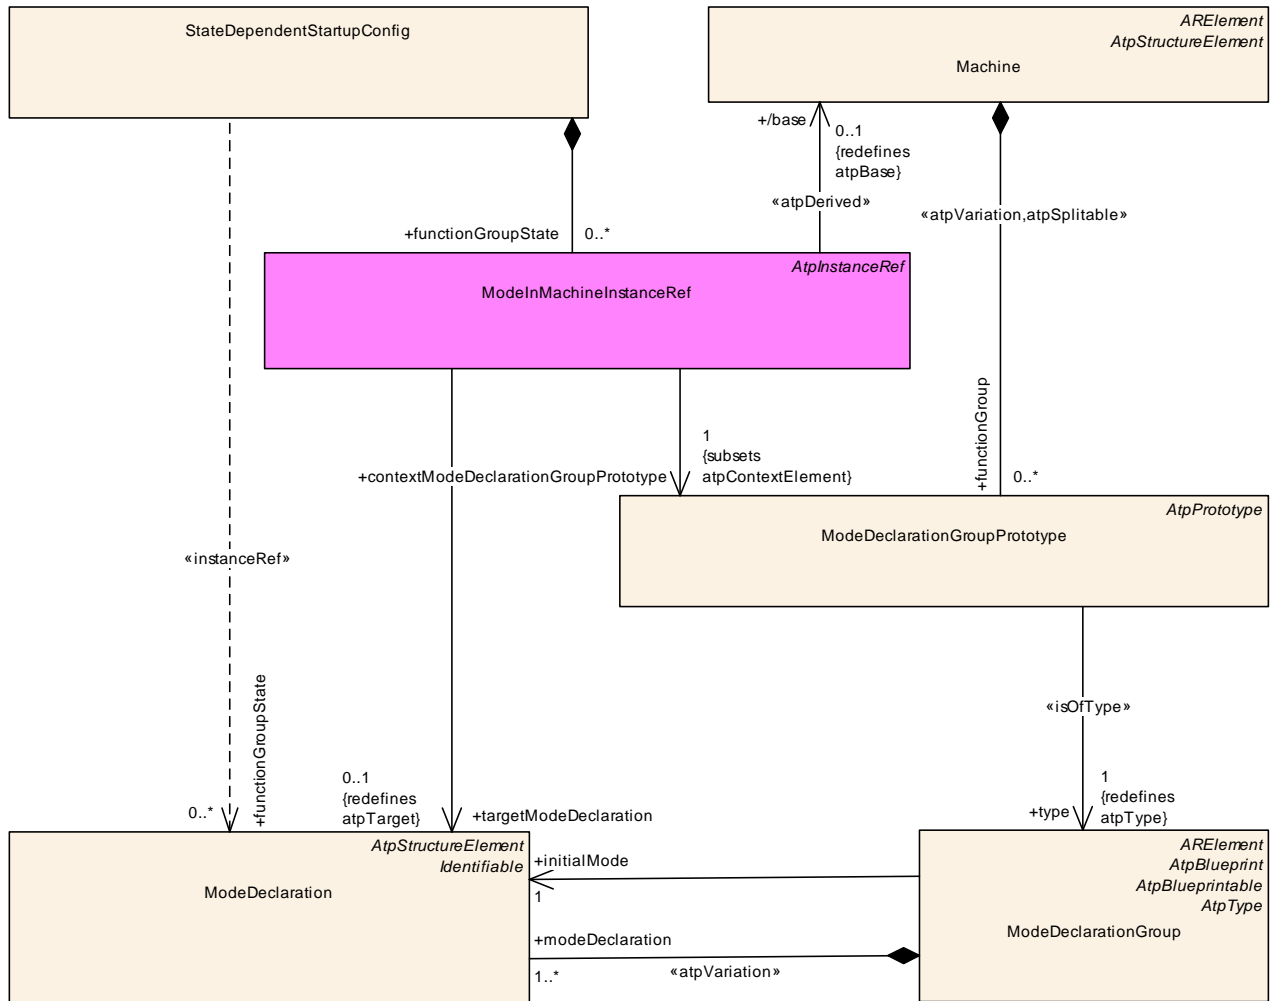 StateDependentStartupConfig
ARElement
AtpStructureElement
Machine
+/base
0..1
{redefines
atpBase}
«atpDerived»
«atpVariation,atpSplitable»
+functionGroupState
0..*
AtpInstanceRef
ModeInMachineInstanceRef
+functionGroup
1
{subsets
atpContextElement}
+contextModeDeclarationGroupPrototype
0..*
AtpPrototype
ModeDeclarationGroupPrototype
«instanceRef»
+functionGroupState
«isOfType»
0..1
{redefines
atpTarget}
1
{redefines
atpType}
0..*
+targetModeDeclaration
+type
AtpStructureElement
Identifiable
ModeDeclaration
+initialMode
1
+modeDeclaration
1..*
«atpVariation»
ARElement
AtpBlueprint
AtpBlueprintable
AtpType
ModeDeclarationGroup